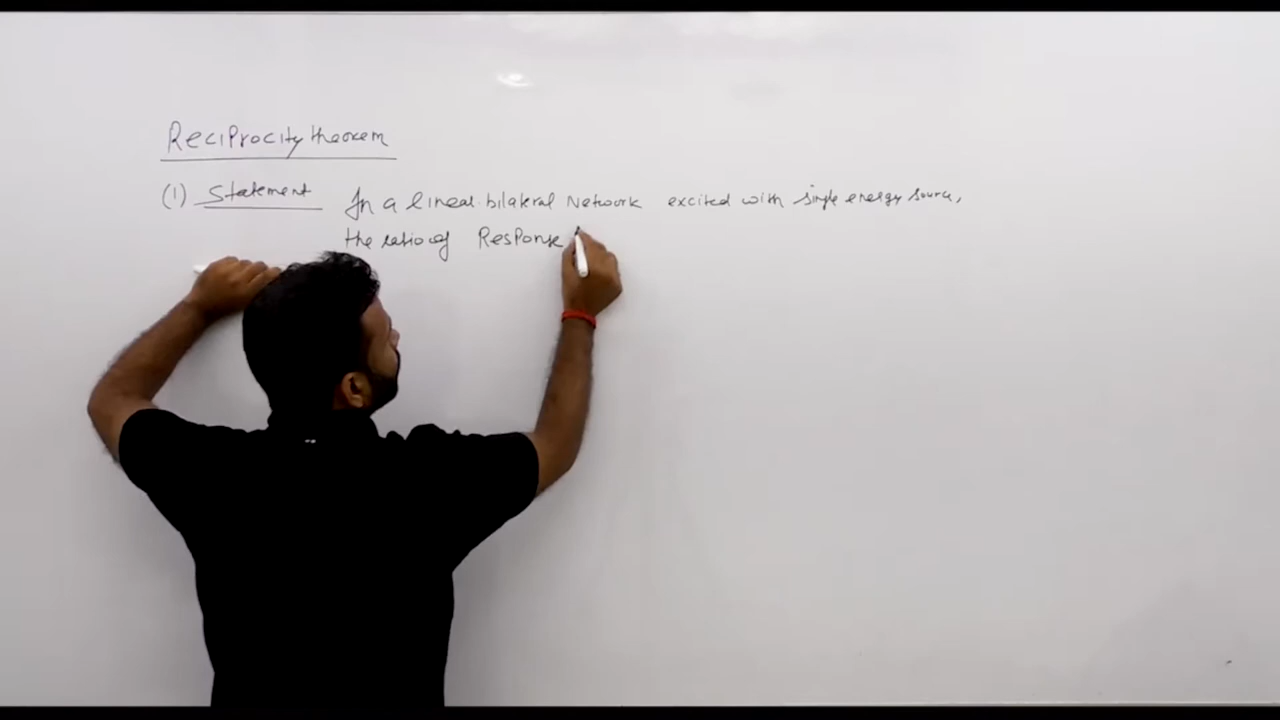 Reciprocity theorem
(1) Statement In a linear bilateral Network excited with single energy source,
the ratio of Response